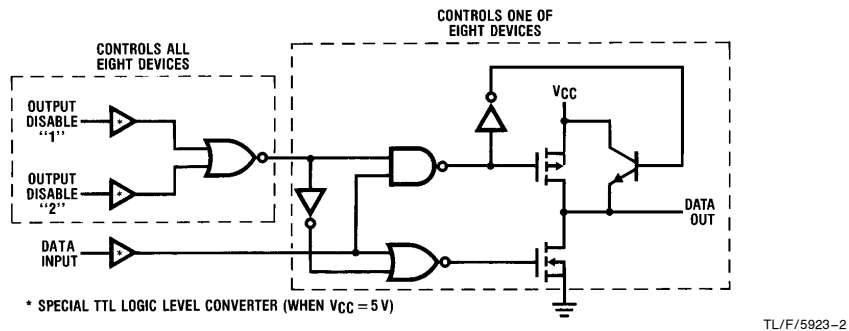 CONTROLS ONE OF
EIGHT DEVICES
CONTROLS ALL
EIGHT DEVICES
OUTPUT
DISABLE
"1"
*
VCC
OUTPUT
DISABLE
"2"
*
DATA
OUT
DATA
INPUT
*
* SPECIAL TTL LOGIC LEVEL CONVERTER (WHEN VCC = 5 V)
TL/F/5923–2